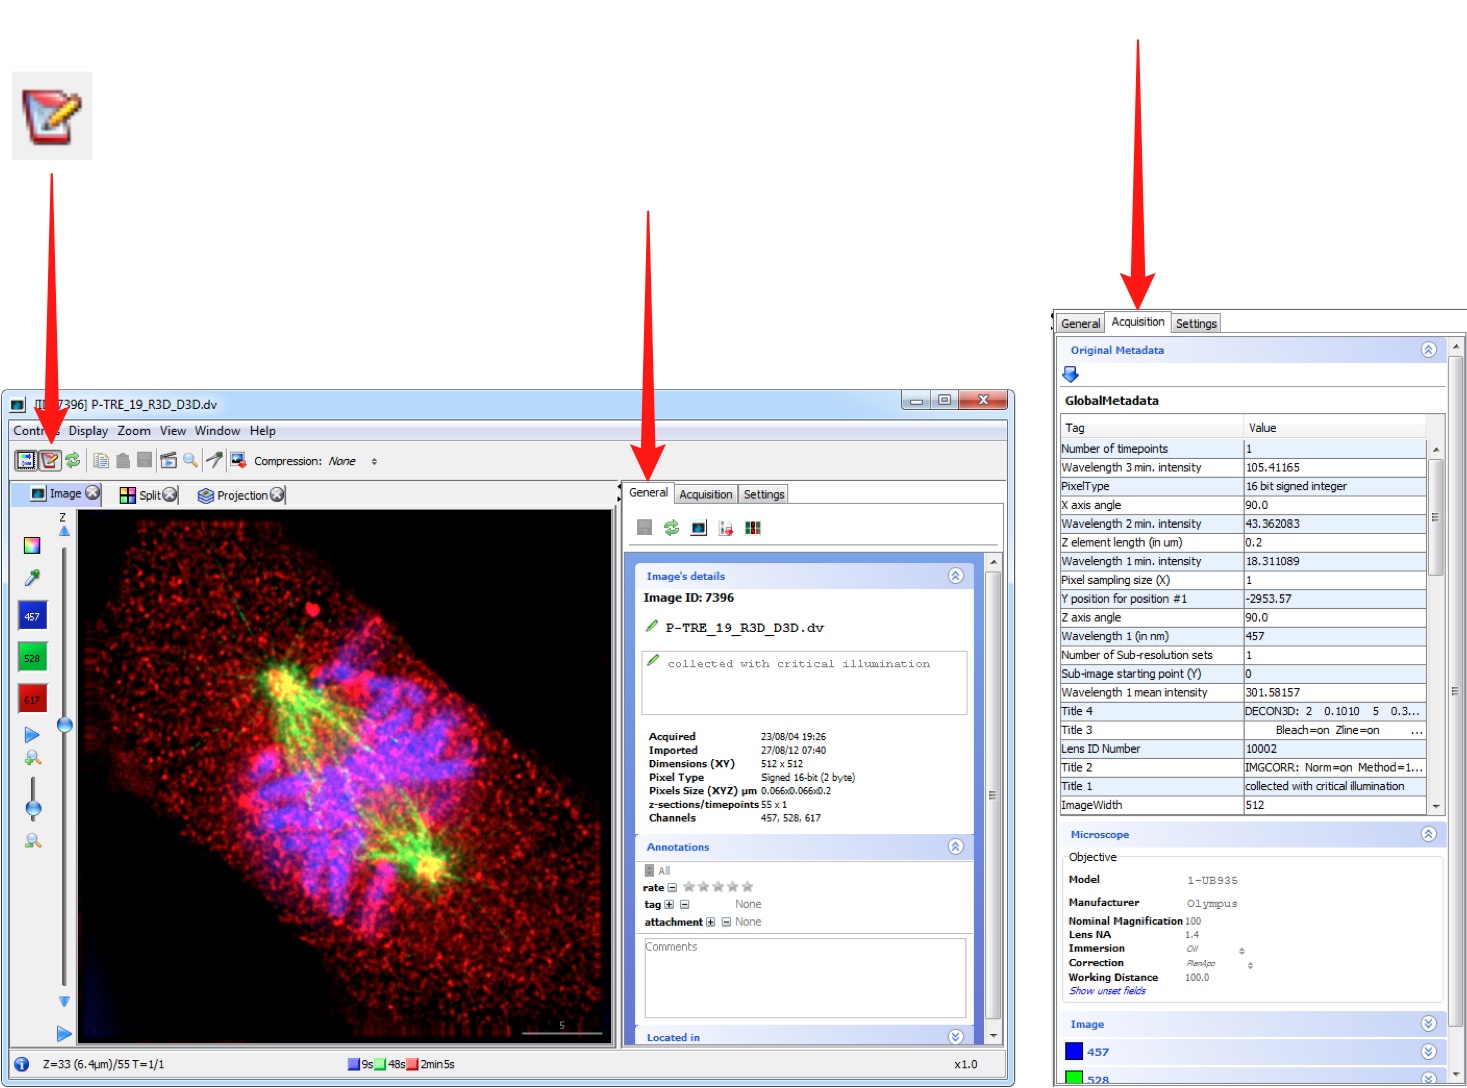 [ID: 7396] P-TRE_19_R3D_D3D.dv
Display Zoom View Window Help
Compression: None
Image Split Projection
Z
457
528
617
5
Z=33 (6.4µm)/55 T=1/1
9s 48s 2min5s
x1.0
General Acquisition Settings
Image's details
Image ID: 7396
P-TRE_19_R3D_D3D.dv
collected with critical illumination
Acquired 23/08/04 19:26
Imported 27/08/12 07:40
Dimensions (XY) 512 x 512
Pixel Type Signed 16-bit (2 byte)
Pixels Size (XYZ) µm 0.066x0.066x0.2
z-sections/timepoints 55 x 1
Channels 457, 528, 617
Annotations
All
rate
tag None
attachment None
Comments
Located in
General Acquisition Settings
Original Metadata
GlobalMetadata
Tag Value
Number of timepoints 1
Wavelength 3 min. intensity 105.41165
PixelType 16 bit signed integer
X axis angle 90.0
Wavelength 2 min. intensity 43.362083
Z element length (in um) 0.2
Wavelength 1 min. intensity 18.311089
Pixel sampling size (X) 1
Y position for position #1 -2953.57
Z axis angle 90.0
Wavelength 1 (in nm) 457
Number of Sub-resolution sets 1
Sub-image starting point (Y) 0
Wavelength 1 mean intensity 301.58157
Title 4 DECON3D: 2 0.1010 5 0.3...
Title 3 Bleach=on Zline=on ...
Lens ID Number 10002
Title 2 IMGCORR: Norm=on Method=1...
Title 1 collected with critical illumination
ImageWidth 512
Microscope
Objective
Model 1-UB935
Manufacturer Olympus
Nominal Magnification 100
Lens NA 1.4
Immersion Oil
Correction PlanApo
Working Distance 100.0
Show unset fields
Image
457
528